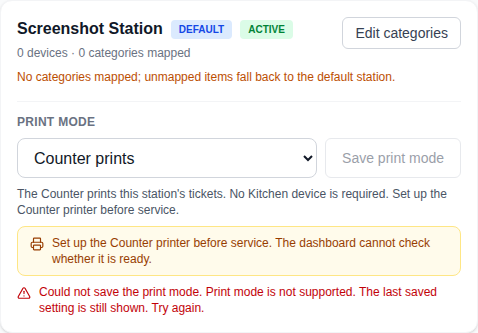 Screenshot Station DEFAULT ACTIVE Edit categories
0 devices · 0 categories mapped
No categories mapped; unmapped items fall back to the default station.
PRINT MODE
Counter prints Save print mode
The Counter prints this station's tickets. No Kitchen device is required. Set up the
Counter printer before service.
Set up the Counter printer before service. The dashboard cannot check
whether it is ready.
Could not save the print mode. Print mode is not supported. The last saved
setting is still shown. Try again.